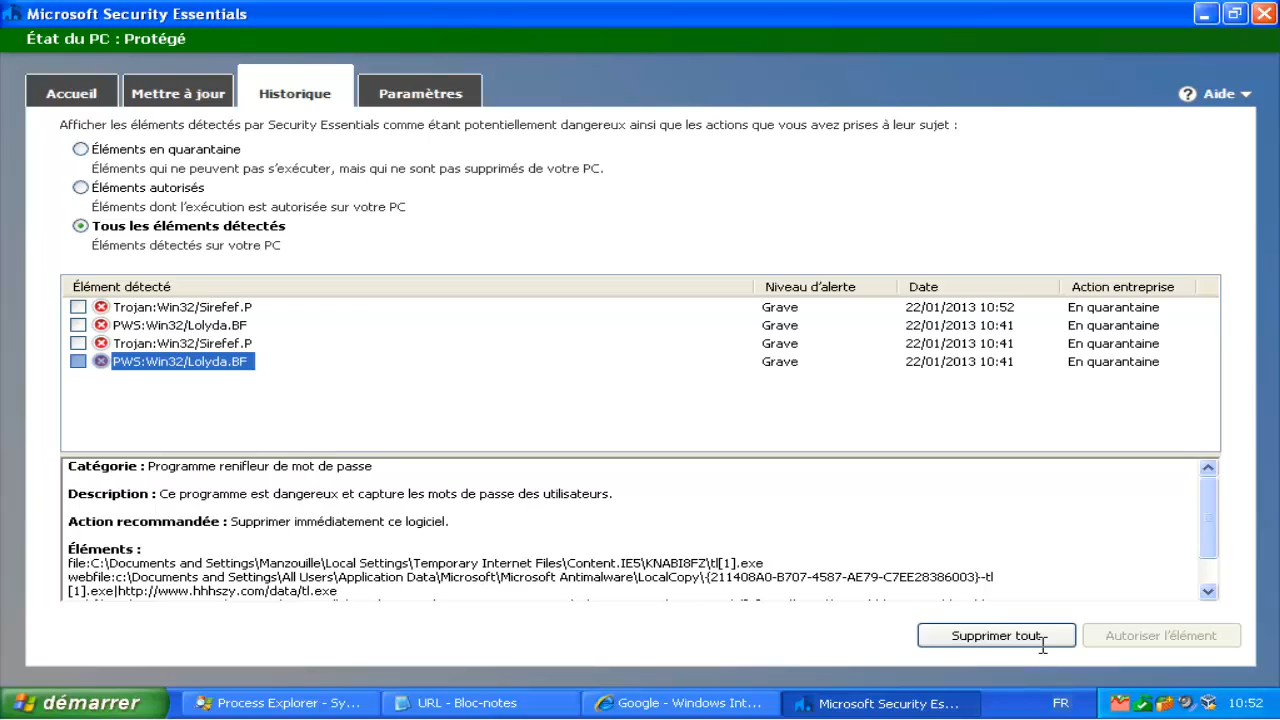 Microsoft Security Essentials
État du PC : Protégé
Accueil
Mettre à jour
Historique
Paramètres
Aide
Afficher les éléments détectés par Security Essentials comme étant potentiellement dangereux ainsi que les actions que vous avez prises à leur sujet :
Éléments en quarantaine
Éléments qui ne peuvent pas s'exécuter, mais qui ne sont pas supprimés de votre PC.
Éléments autorisés
Éléments dont l'exécution est autorisée sur votre PC
Tous les éléments détectés
Éléments détectés sur votre PC
Élément détecté Niveau d'alerte Date Action entreprise
Trojan:Win32/Sirefef.P Grave 22/01/2013 10:52 En quarantaine
PWS:Win32/Lolyda.BF Grave 22/01/2013 10:41 En quarantaine
Trojan:Win32/Sirefef.P Grave 22/01/2013 10:41 En quarantaine
PWS:Win32/Lolyda.BF Grave 22/01/2013 10:41 En quarantaine
Catégorie : Programme renifleur de mot de passe
Description : Ce programme est dangereux et capture les mots de passe des utilisateurs.
Action recommandée : Supprimer immédiatement ce logiciel.
Éléments :
file:C:\Documents and Settings\Manzouille\Local Settings\Temporary Internet Files\Content.IE5\KNABI8FZ\tl[1].exe
webfile:c:\Documents and Settings\All Users\Application Data\Microsoft\Microsoft Antimalware\LocalCopy\{211408A0-B707-4587-AE79-C7EE28386003}-tl
[1].exe|http://www.hhhszy.com/data/tl.exe
Supprimer tout
Autoriser l'élément
démarrer
Process Explorer - Sy...
URL - Bloc-notes
Google - Windows Int...
Microsoft Security Es...
FR
10:52